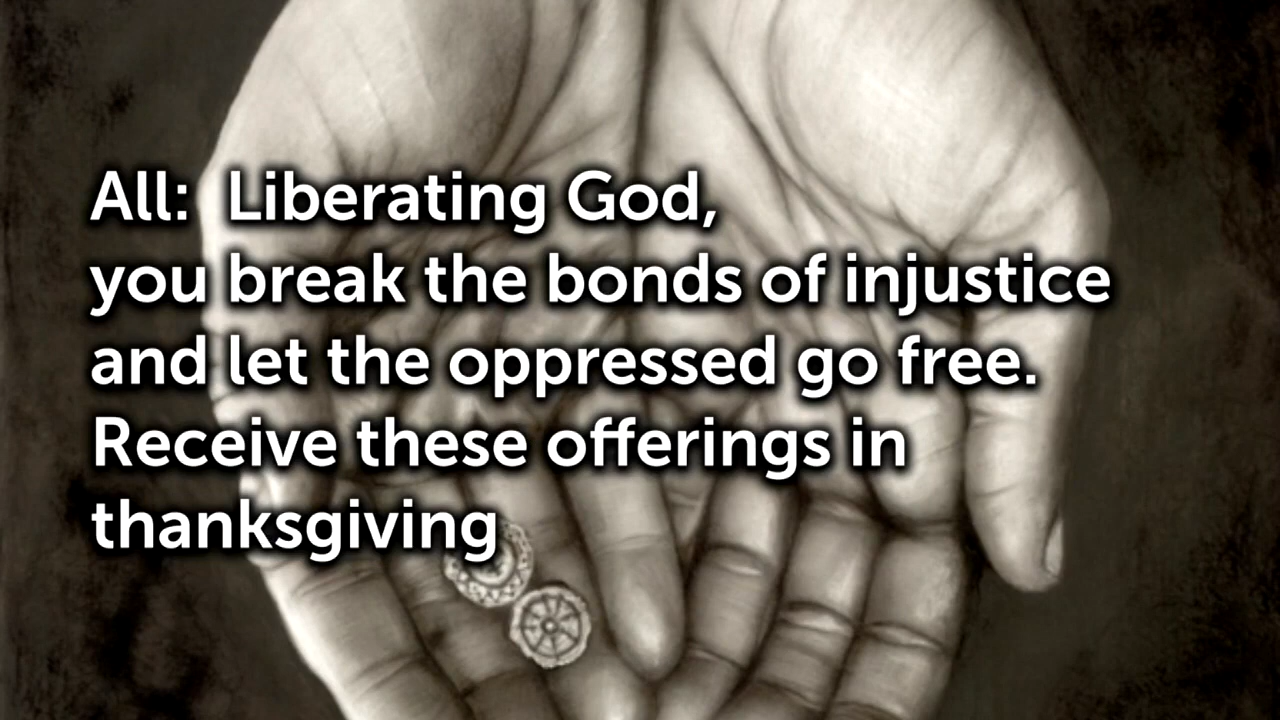 All:  Liberating God,
you break the bonds of injustice
and let the oppressed go free.
Receive these offerings in
thanksgiving